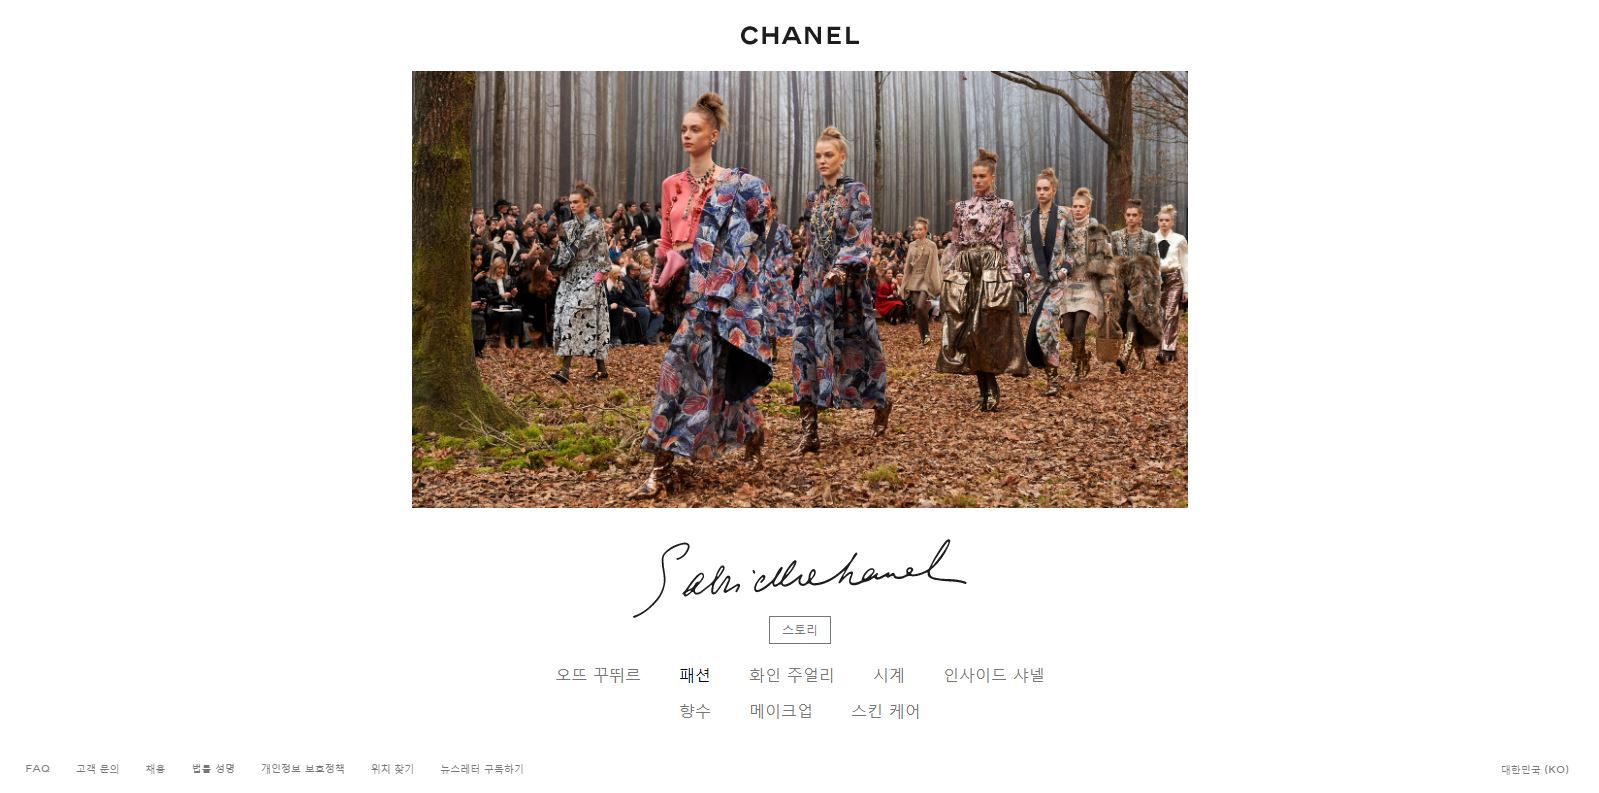 CHANEL
Gabrielle Chanel
스토리
오뜨 꾸뛰르 패션 화인 주얼리 시계 인사이드 샤넬
향수 메이크업 스킨 케어
FAQ 고객 문의 채용 법률 성명 개인정보 보호정책 위치 찾기 뉴스레터 구독하기 대한민국 (KO)